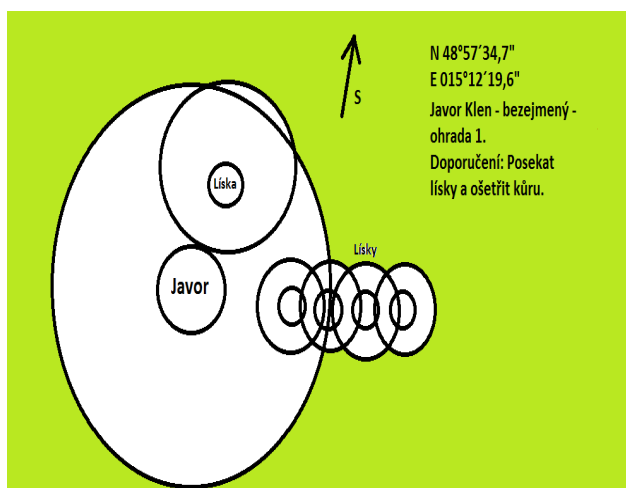 N 48°57´34,7"
E 015°12´19,6"
Javor Klen - bezejmený -
ohrada 1.
Doporučení: Posekat
lísky a ošetřit kůru.
S
Líska
Lísky
Javor